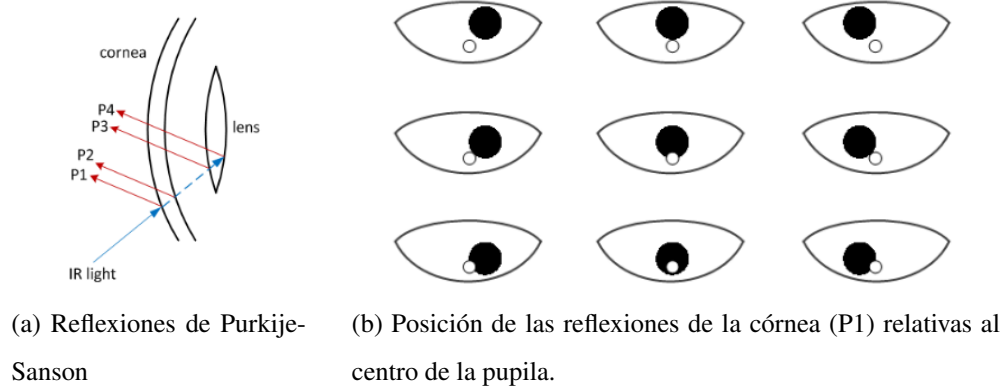 cornea
P4
P3
lens
P2
P1
IR light
(a) Reflexiones de Purkije-
Sanson
(b) Posición de las reflexiones de la córnea (P1) relativas al
centro de la pupila.